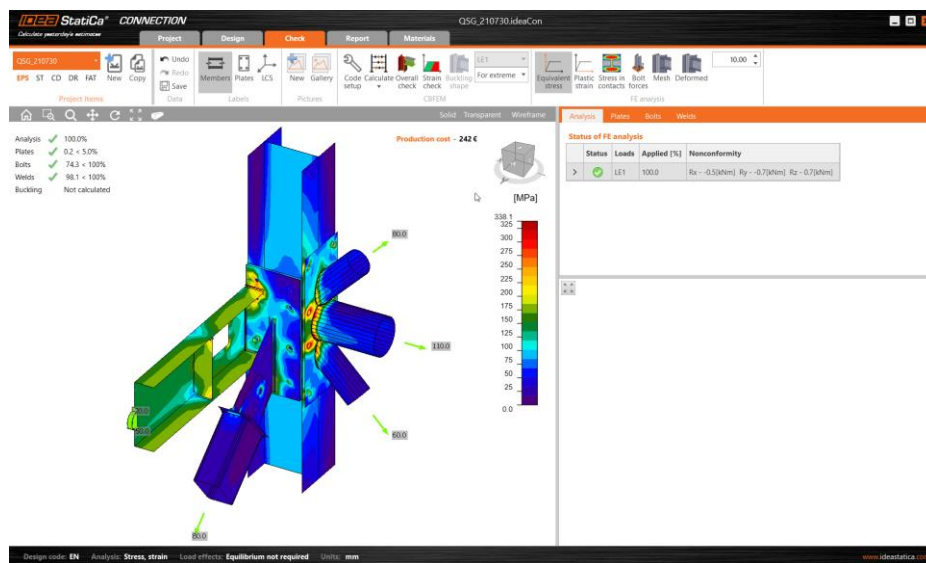 IDEA StatiCa® CONNECTION
QSG_210730.ideaCon
Calculate yesterday's estimates
Project Design Check Report Materials
QSG_210730
EPS ST CD DR FAT
New Copy
Project Items
Undo
Redo
Save
Data
Members Plates LCS
Labels
New Gallery
Pictures
Code setup Calculate Overall check Strain check Buckling shape
LE1
For extreme
CBFEM
Equivalent stress Plastic strain Stress in contacts Bolt forces Mesh Deformed
10.00
FE analysis
Solid Transparent Wireframe
Analysis 100.0%
Plates 0.2 < 5.0%
Bolts 74.3 < 100%
Welds 98.1 < 100%
Buckling Not calculated
Production cost - 242 €
[MPa]
338.1
325
300
275
250
225
200
175
150
125
100
75
50
25
0.0
80.0
110.0
60.0
80.0
Analysis Plates Bolts Welds
Status of FE analysis
Status Loads Applied [%] Nonconformity
> LE1 100.0 Rx - -0.5[kNm] Ry - -0.7[kNm] Rz - 0.7[kNm]
Design code: EN Analysis: Stress, strain Load effects: Equilibrium not required Units: mm
www.ideastatica.com